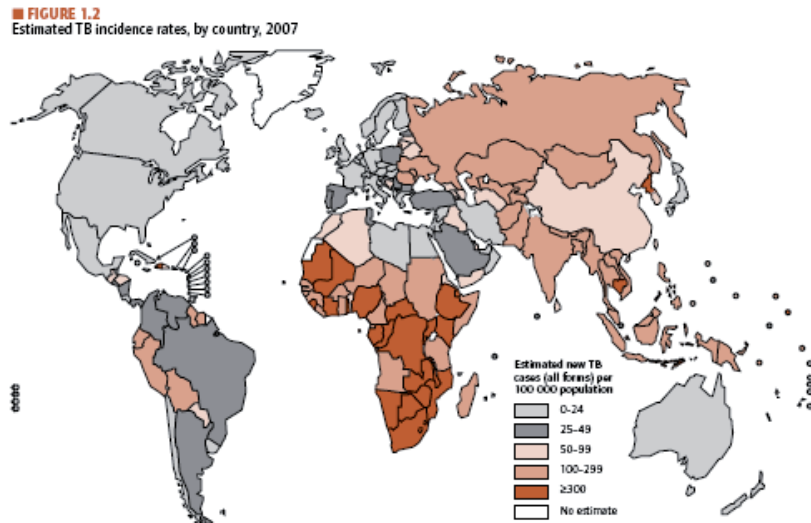 ■ FIGURE 1.2
Estimated TB incidence rates, by country, 2007
Estimated new TB
cases (all forms) per
100 000 population
0–24
25–49
50–99
100–299
≥300
No estimate